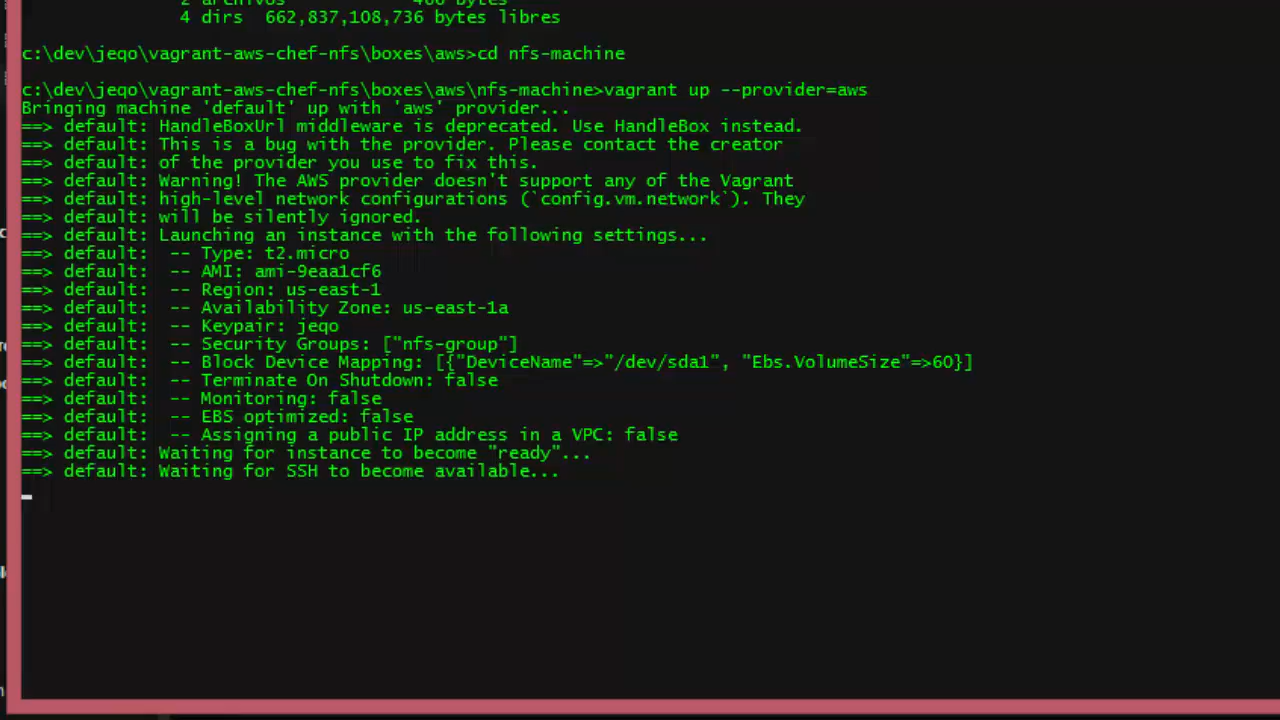 2 archivos 466 bytes
4 dirs 662,837,108,736 bytes libres
c:\dev\jeqo\vagrant-aws-chef-nfs\boxes\aws>cd nfs-machine
c:\dev\jeqo\vagrant-aws-chef-nfs\boxes\aws\nfs-machine>vagrant up --provider=aws
Bringing machine 'default' up with 'aws' provider...
==> default: HandleBoxUrl middleware is deprecated. Use HandleBox instead.
==> default: This is a bug with the provider. Please contact the creator
==> default: of the provider you use to fix this.
==> default: Warning! The AWS provider doesn't support any of the Vagrant
==> default: high-level network configurations (`config.vm.network`). They
==> default: will be silently ignored.
==> default: Launching an instance with the following settings...
==> default:  -- Type: t2.micro
==> default:  -- AMI: ami-9eaa1cf6
==> default:  -- Region: us-east-1
==> default:  -- Availability Zone: us-east-1a
==> default:  -- Keypair: jeqo
==> default:  -- Security Groups: ["nfs-group"]
==> default:  -- Block Device Mapping: [{"DeviceName"=>"/dev/sda1", "Ebs.VolumeSize"=>60}]
==> default:  -- Terminate On Shutdown: false
==> default:  -- Monitoring: false
==> default:  -- EBS optimized: false
==> default:  -- Assigning a public IP address in a VPC: false
==> default: Waiting for instance to become "ready"...
==> default: Waiting for SSH to become available...